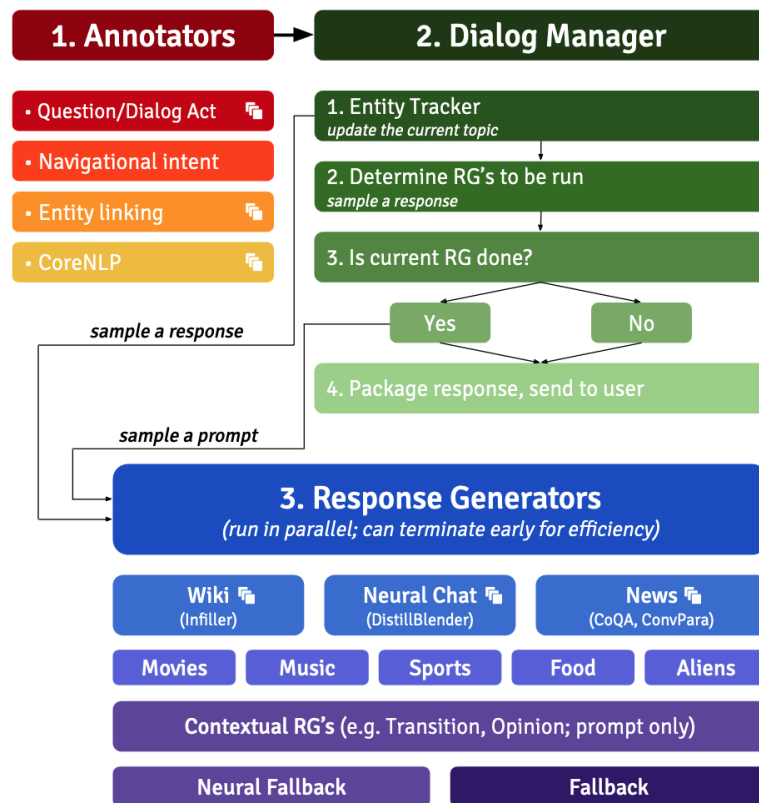 1. Annotators
2. Dialog Manager
• Question/Dialog Act
• Navigational intent
• Entity linking
• CoreNLP
1. Entity Tracker
update the current topic
2. Determine RG's to be run
sample a response
3. Is current RG done?
Yes
No
4. Package response, send to user
sample a response
sample a prompt
3. Response Generators
(run in parallel; can terminate early for efficiency)
Wiki
(Infiller)
Neural Chat
(DistillBlender)
News
(CoQA, ConvPara)
Movies
Music
Sports
Food
Aliens
Contextual RG's (e.g. Transition, Opinion; prompt only)
Neural Fallback
Fallback